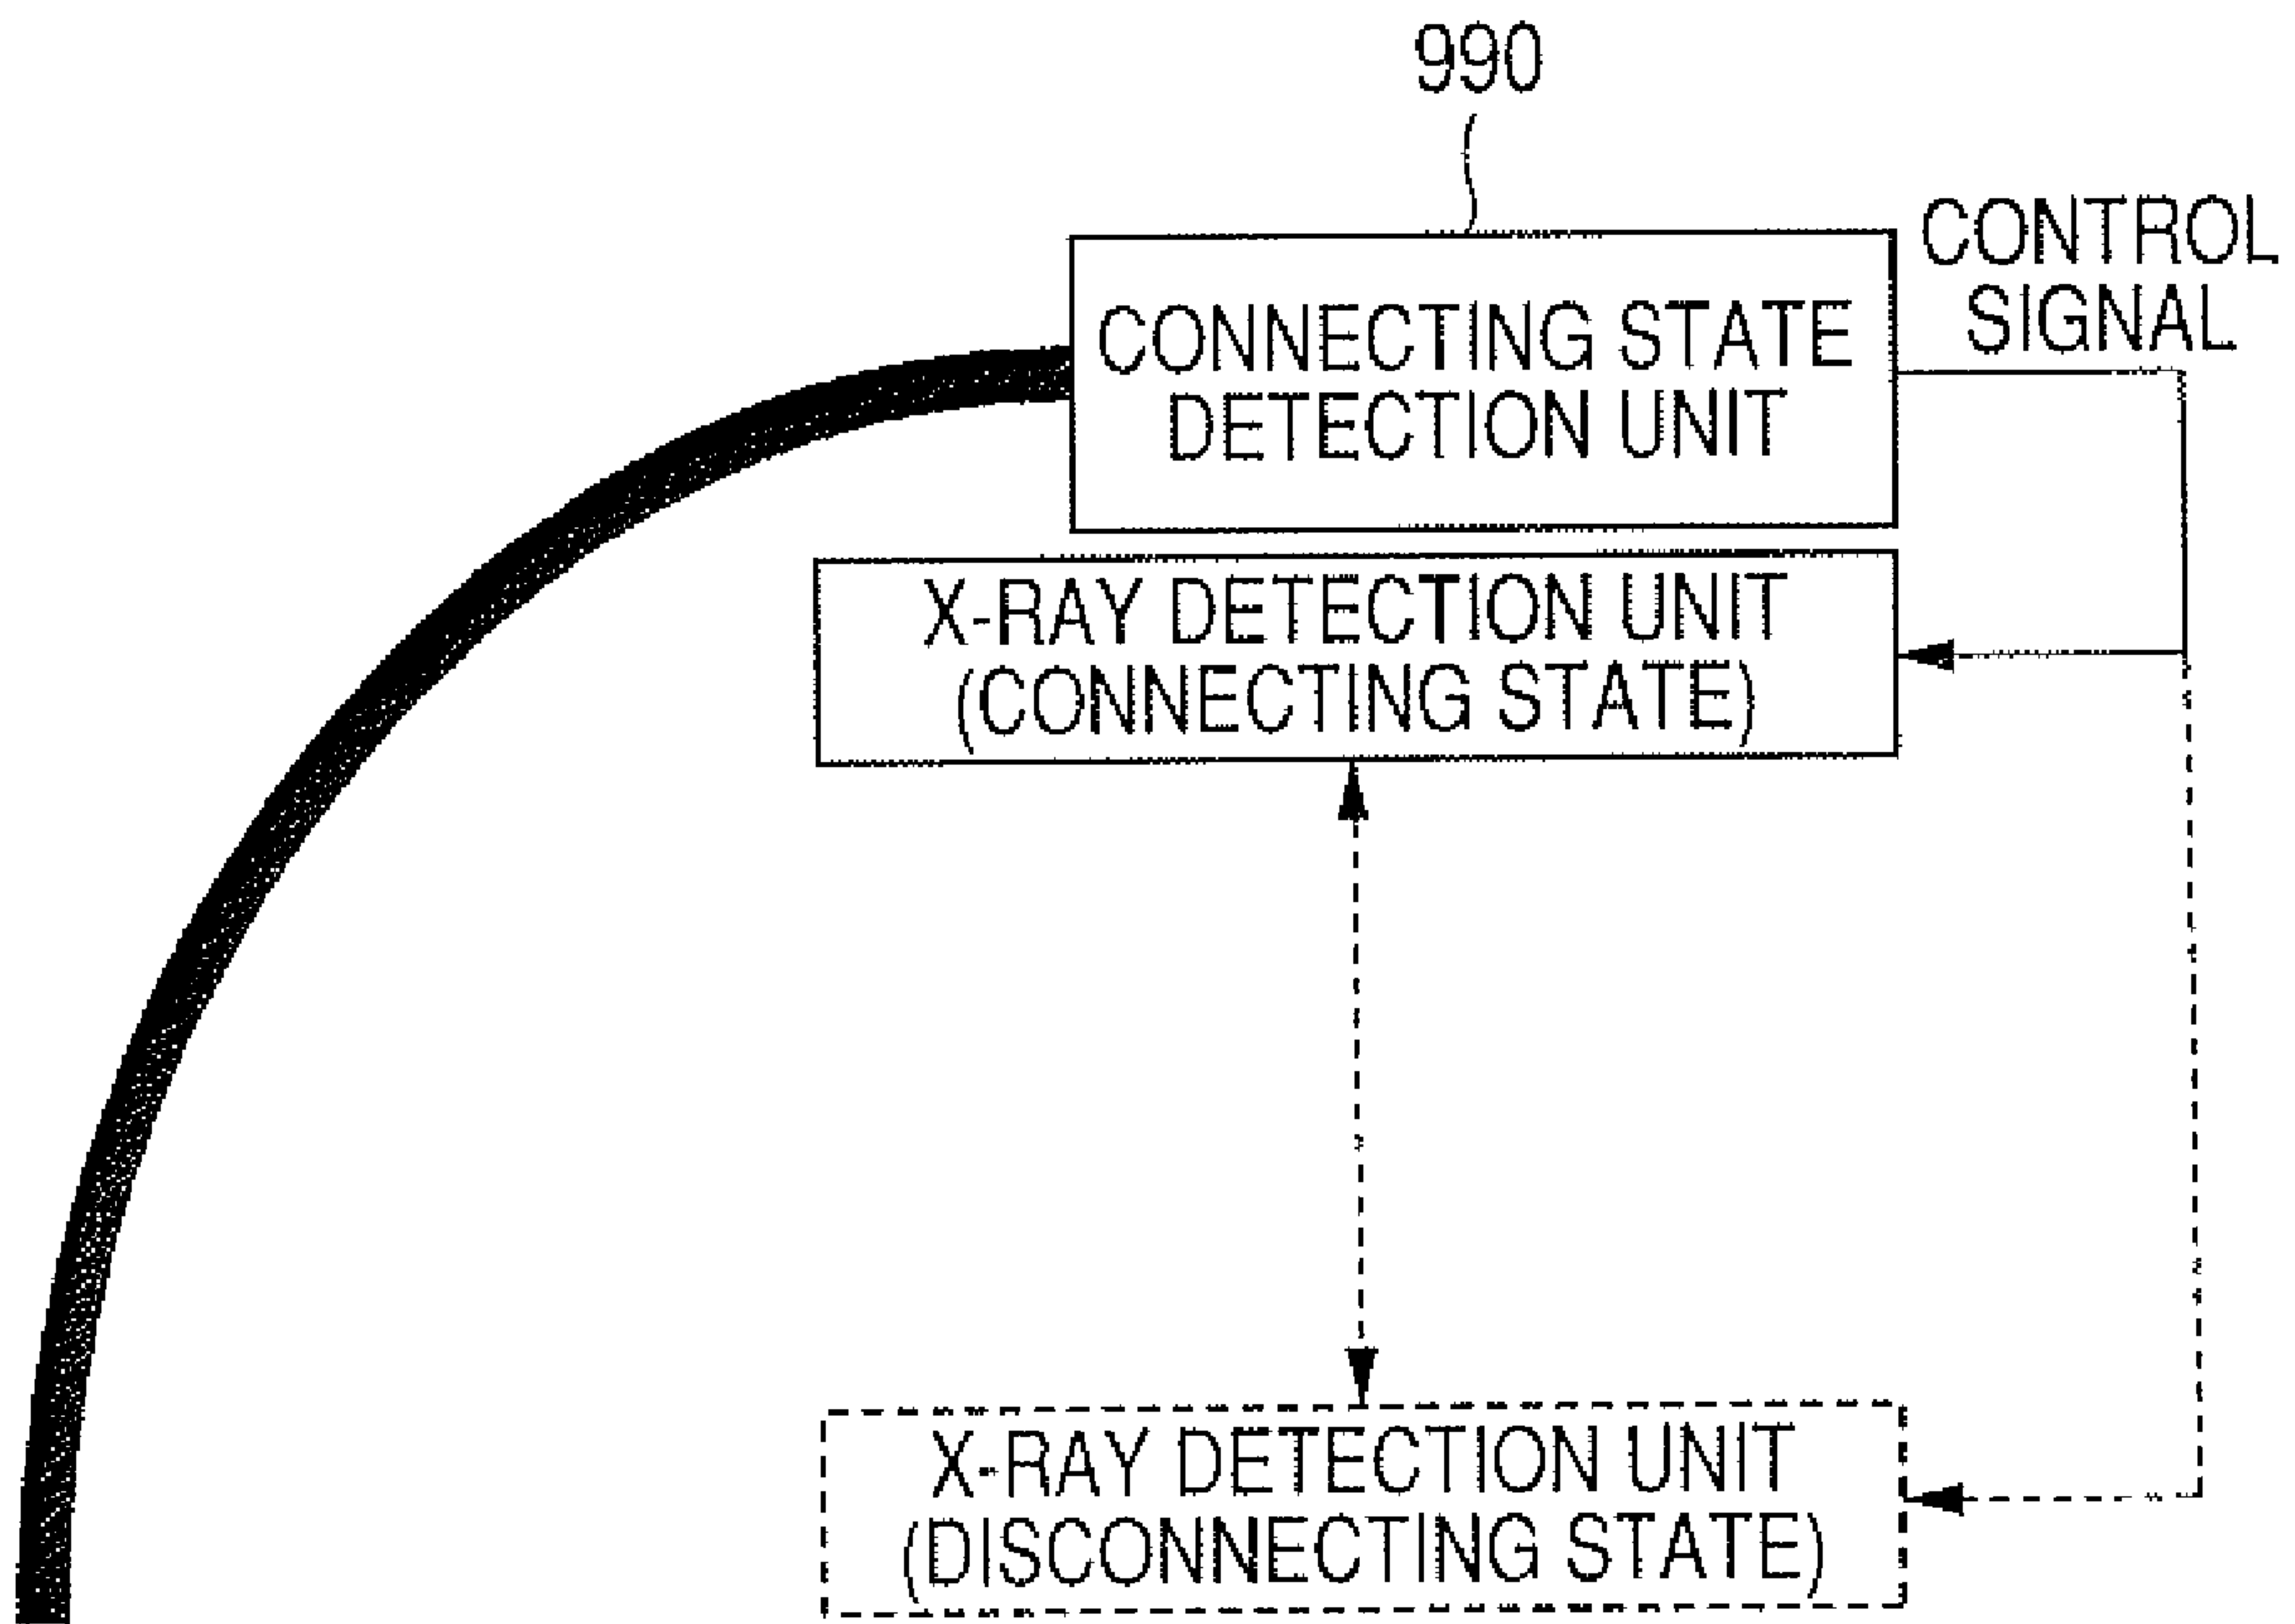 990
CONTROL
SIGNAL
CONNECTING STATE
DETECTION UNIT
X-RAY DETECTION UNIT
(CONNECTING STATE)
X-RAY DETECTION UNIT
(DISCONNECTING STATE)